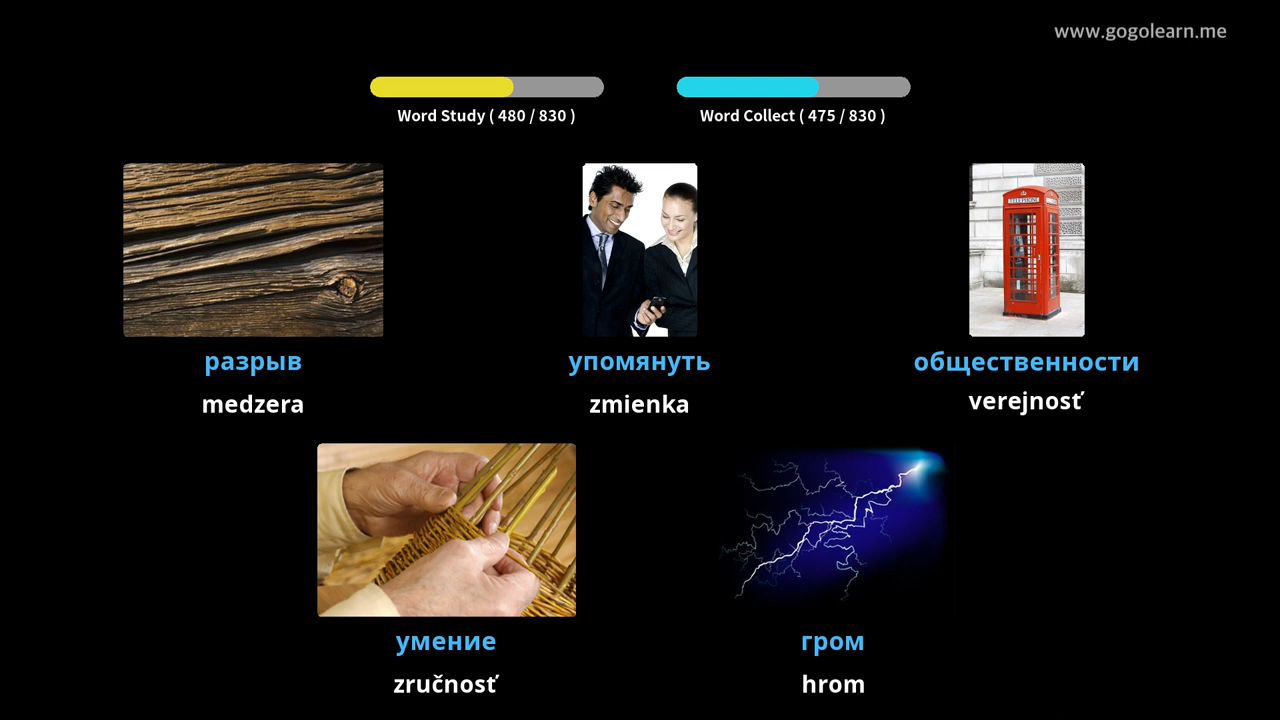 www.gogolearn.me
Word Study ( 480 / 830 )
Word Collect ( 475 / 830 )
TELEPHONE
разрыв
упомянуть
общественности
medzera
zmienka
verejnosť
умение
гром
zručnosť
hrom